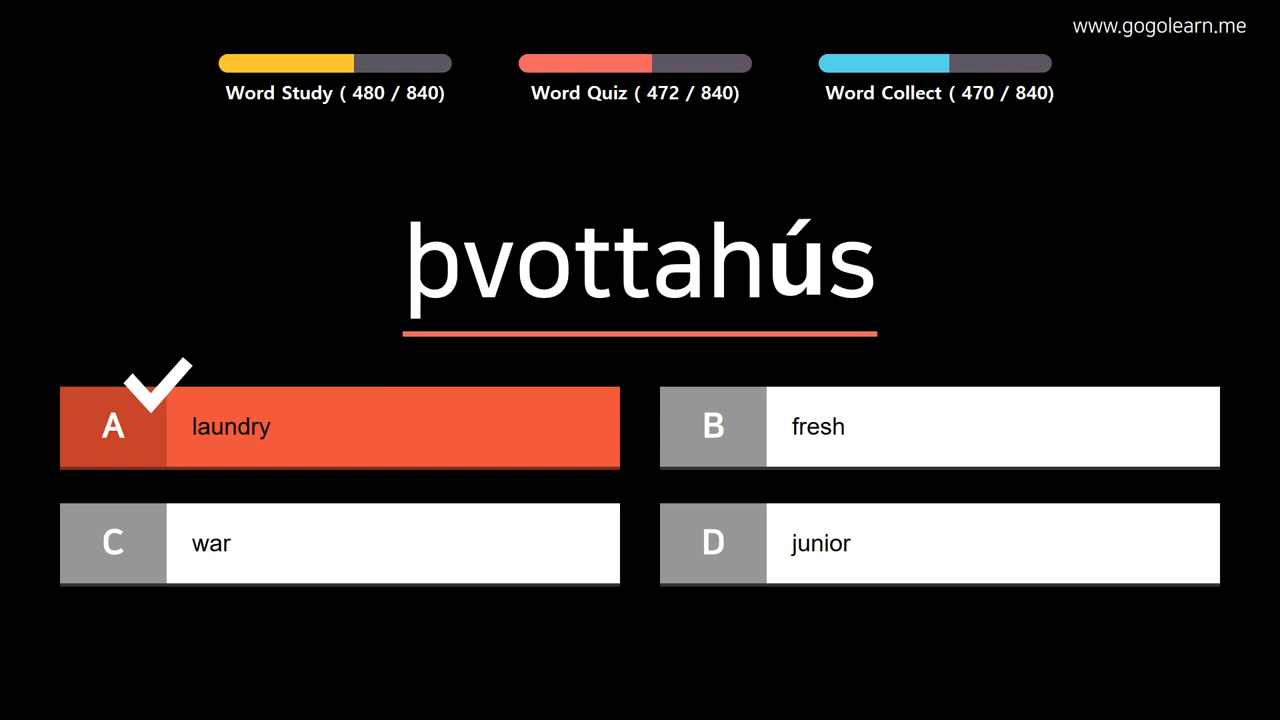 www.gogolearn.me
Word Study ( 480 / 840)
Word Quiz ( 472 / 840)
Word Collect ( 470 / 840)
þvottahús
A laundry
B fresh
C war
D junior